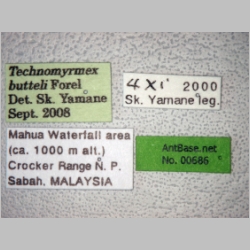 Technomyrmex
butteli Forel
Det. Sk. Yamane
Sept. 2008
4 XI 2000
Sk. Yamane leg.
Mahua Waterfall area
(ca. 1000 m alt.)
Crocker Range N. P.
Sabah. MALAYSIA
AntBase.net
No. 00686